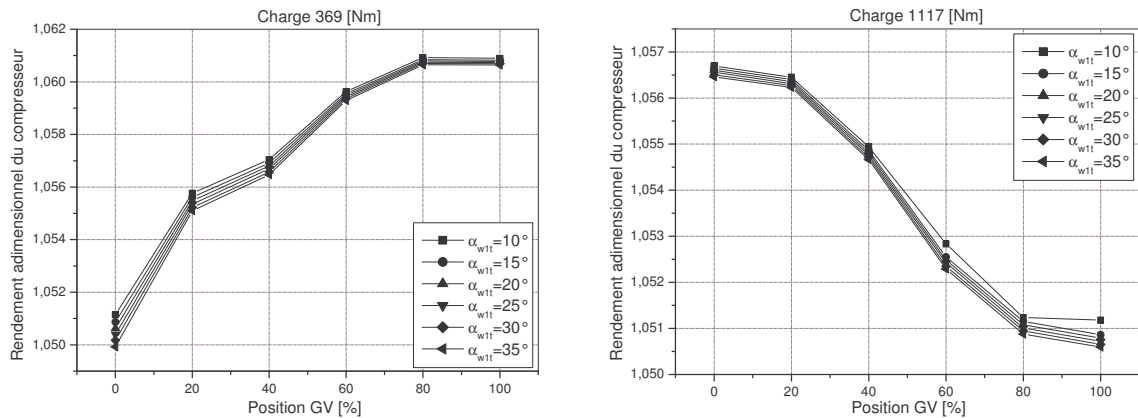 Charge 369 [Nm]
Rendement adimensionnel du compresseur
1,062
1,060
1,058
1,056
1,054
1,052
1,050
α_w1t=10°
α_w1t=15°
α_w1t=20°
α_w1t=25°
α_w1t=30°
α_w1t=35°
0 20 40 60 80 100
Position GV [%]
Charge 1117 [Nm]
Rendement adimensionnel du compresseur
1,057
1,056
1,055
1,054
1,053
1,052
1,051
1,050
α_w1t=10°
α_w1t=15°
α_w1t=20°
α_w1t=25°
α_w1t=30°
α_w1t=35°
0 20 40 60 80 100
Position GV [%]